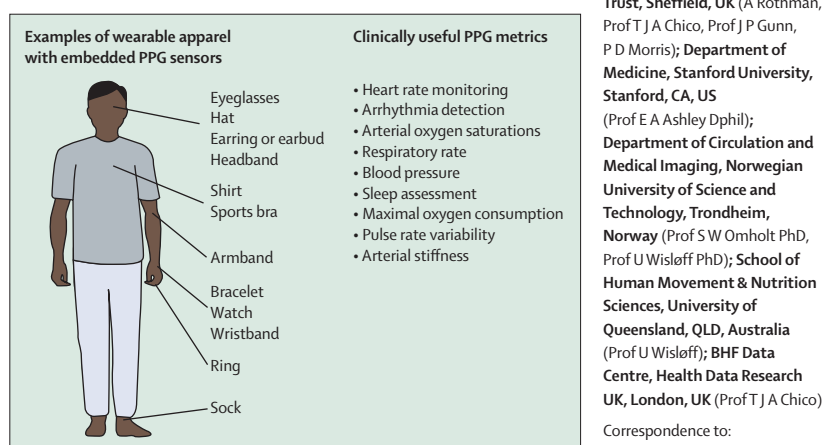 Examples of wearable apparel
with embedded PPG sensors
Eyeglasses
Hat
Earring or earbud
Headband
Shirt
Sports bra
Armband
Bracelet
Watch
Wristband
Ring
Sock
Clinically useful PPG metrics
• Heart rate monitoring
• Arrhythmia detection
• Arterial oxygen saturations
• Respiratory rate
• Blood pressure
• Sleep assessment
• Maximal oxygen consumption
• Pulse rate variability
• Arterial stiffness
Trust, Sheffield, UK (A Rothman,
Prof T J A Chico, Prof J P Gunn,
P D Morris); Department of
Medicine, Stanford University,
Stanford, CA, US
(Prof E A Ashley Dphil);
Department of Circulation and
Medical Imaging, Norwegian
University of Science and
Technology, Trondheim,
Norway (Prof S W Omholt PhD,
Prof U Wisløff PhD); School of
Human Movement & Nutrition
Sciences, University of
Queensland, QLD, Australia
(Prof U Wisløff); BHF Data
Centre, Health Data Research
UK, London, UK (Prof T J A Chico)
Correspondence to: